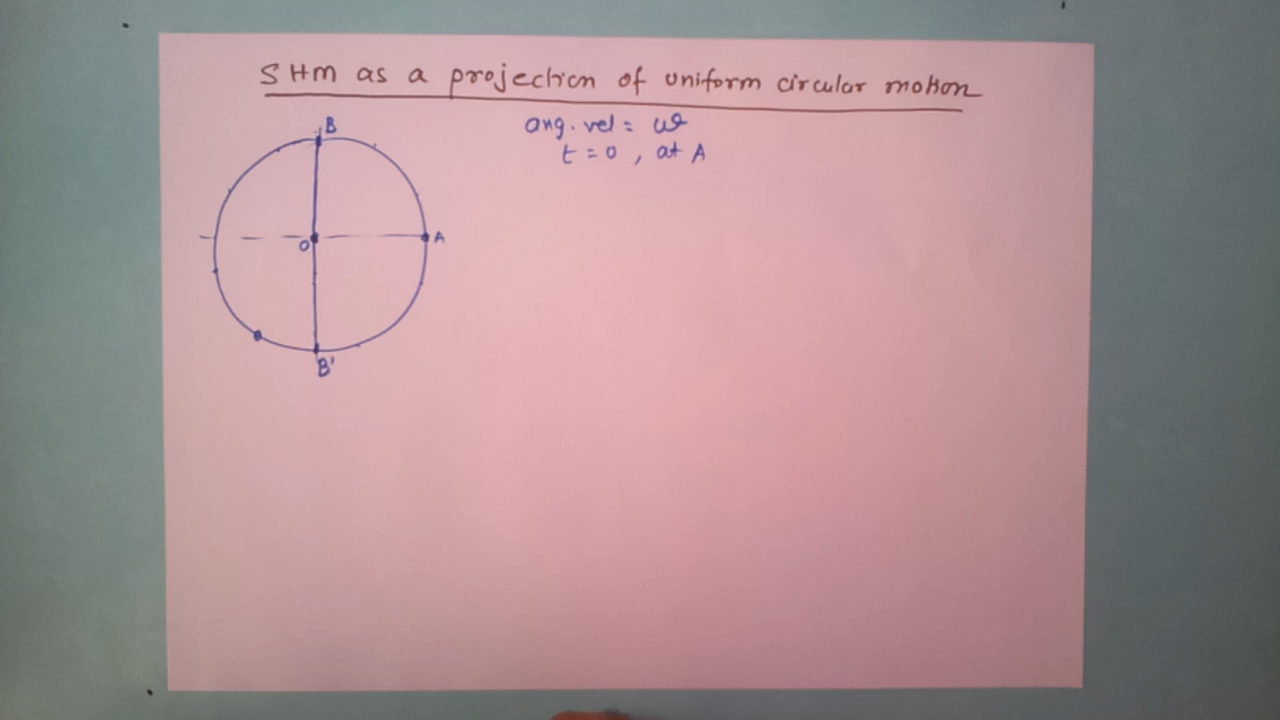 SHM as a projection of uniform circular motion
ang. vel = ω
t = 0 , at A
B
O
A
B'